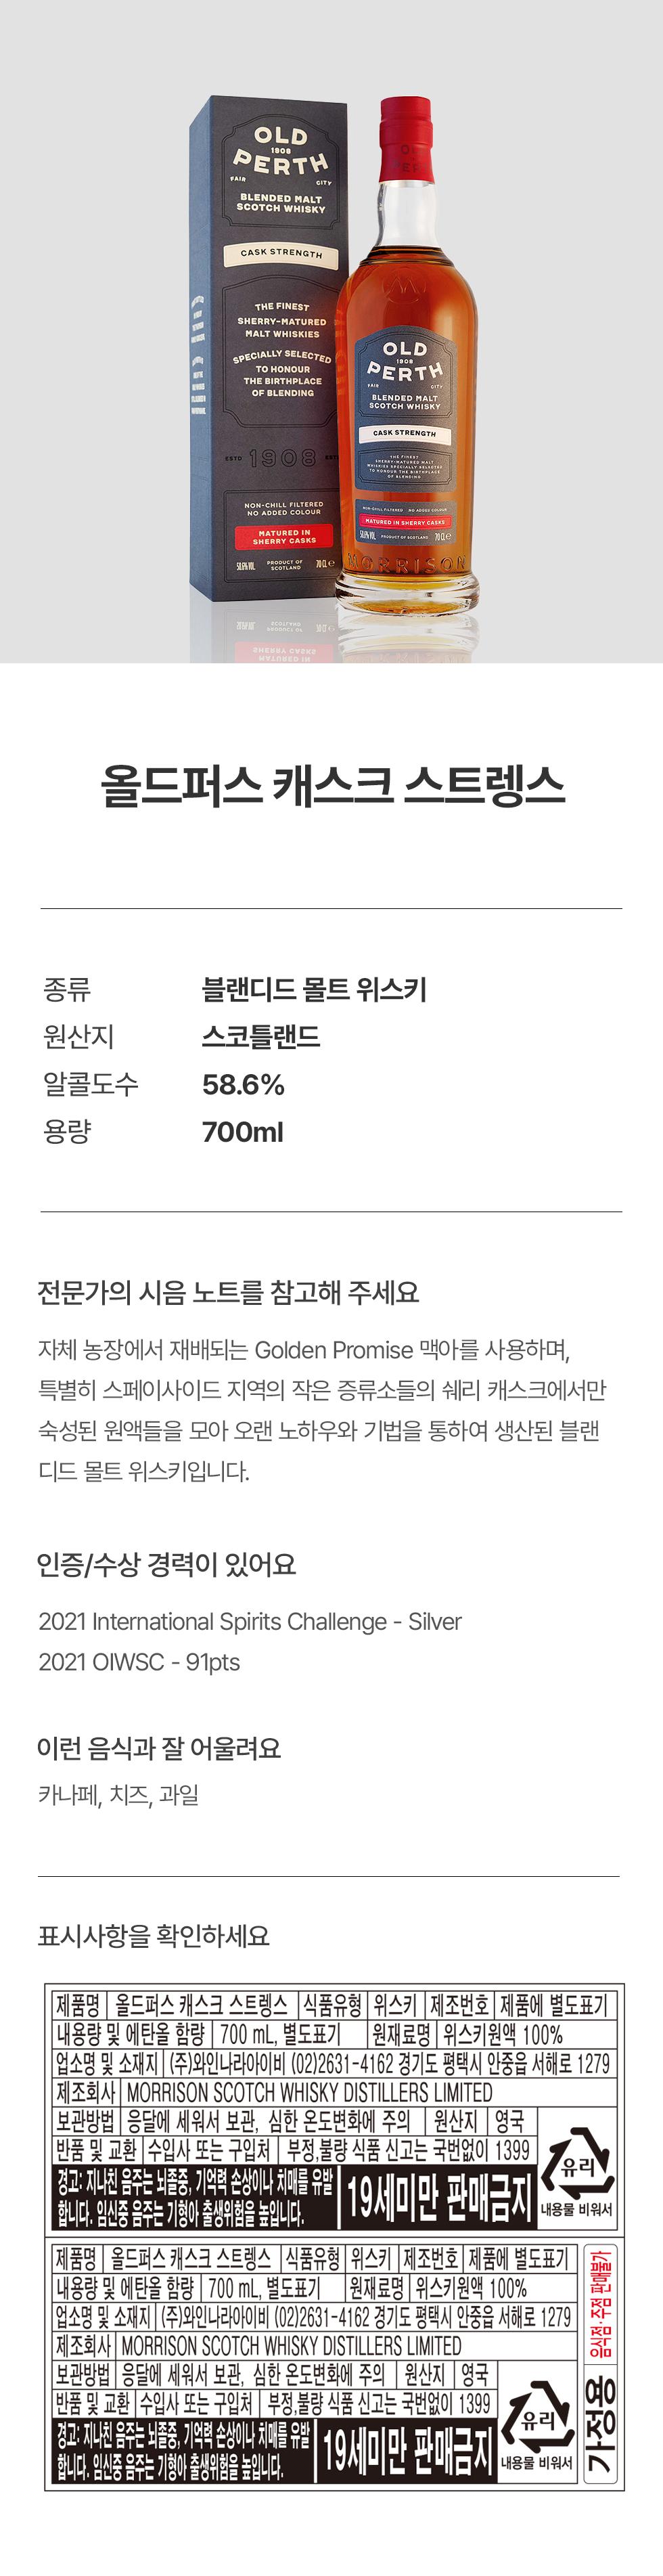 OLD
1908
PERTH
FAIR CITY
BLENDED MALT
SCOTCH WHISKY
CASK STRENGTH
THE FINEST
SHERRY-MATURED
MALT WHISKIES
SPECIALLY SELECTED
TO HONOUR
THE BIRTHPLACE
OF BLENDING
ESTD 1908
NON-CHILL FILTERED
NO ADDED COLOUR
MATURED IN
SHERRY CASKS
58.6% VOL. PRODUCT OF SCOTLAND 70 CL e
OLD
1908
PERTH
FAIR CITY
BLENDED MALT
SCOTCH WHISKY
CASK STRENGTH
THE FINEST
SHERRY-MATURED MALT
WHISKIES SPECIALLY SELECTED
TO HONOUR THE BIRTHPLACE
OF BLENDING
NON-CHILL FILTERED NO ADDED COLOUR
MATURED IN SHERRY CASKS
58.6% VOL. PRODUCT OF SCOTLAND 70 CL e
MORRISON
올드퍼스 캐스크 스트렝스
종류 블랜디드 몰트 위스키
원산지 스코틀랜드
알콜도수 58.6%
용량 700ml
전문가의 시음 노트를 참고해 주세요
자체 농장에서 재배되는 Golden Promise 맥아를 사용하며,
특별히 스페이사이드 지역의 작은 증류소들의 쉐리 캐스크에서만
숙성된 원액들을 모아 오랜 노하우와 기법을 통하여 생산된 블랜
디드 몰트 위스키입니다.
인증/수상 경력이 있어요
2021 International Spirits Challenge - Silver
2021 OIWSC - 91pts
이런 음식과 잘 어울려요
카나페, 치즈, 과일
표시사항을 확인하세요
제품명 올드퍼스 캐스크 스트렝스 식품유형 위스키 제조번호 제품에 별도표기
내용량 및 에탄올 함량 700 mL, 별도표기 원재료명 위스키원액 100%
업소명 및 소재지 (주)와인나라아이비 (02)2631-4162 경기도 평택시 안중읍 서해로 1279
제조회사 MORRISON SCOTCH WHISKY DISTILLERS LIMITED
보관방법 응달에 세워서 보관, 심한 온도변화에 주의 원산지 영국
반품 및 교환 수입사 또는 구입처 부정,불량 식품 신고는 국번없이 1399
경고: 지나친 음주는 뇌졸중, 기억력 손상이나 치매를 유발
합니다. 임신중 음주는 기형아 출생위험을 높입니다.
19세미만 판매금지
유리
내용물 비워서
제품명 올드퍼스 캐스크 스트렝스 식품유형 위스키 제조번호 제품에 별도표기
내용량 및 에탄올 함량 700 mL, 별도표기 원재료명 위스키원액 100%
업소명 및 소재지 (주)와인나라아이비 (02)2631-4162 경기도 평택시 안중읍 서해로 1279
제조회사 MORRISON SCOTCH WHISKY DISTILLERS LIMITED
보관방법 응달에 세워서 보관, 심한 온도변화에 주의 원산지 영국
반품 및 교환 수입사 또는 구입처 부정,불량 식품 신고는 국번없이 1399
경고: 지나친 음주는 뇌졸중, 기억력 손상이나 치매를 유발
합니다. 임신중 음주는 기형아 출생위험을 높입니다.
19세미만 판매금지
유리
내용물 비워서
음식점·주점 판매불가
가정용